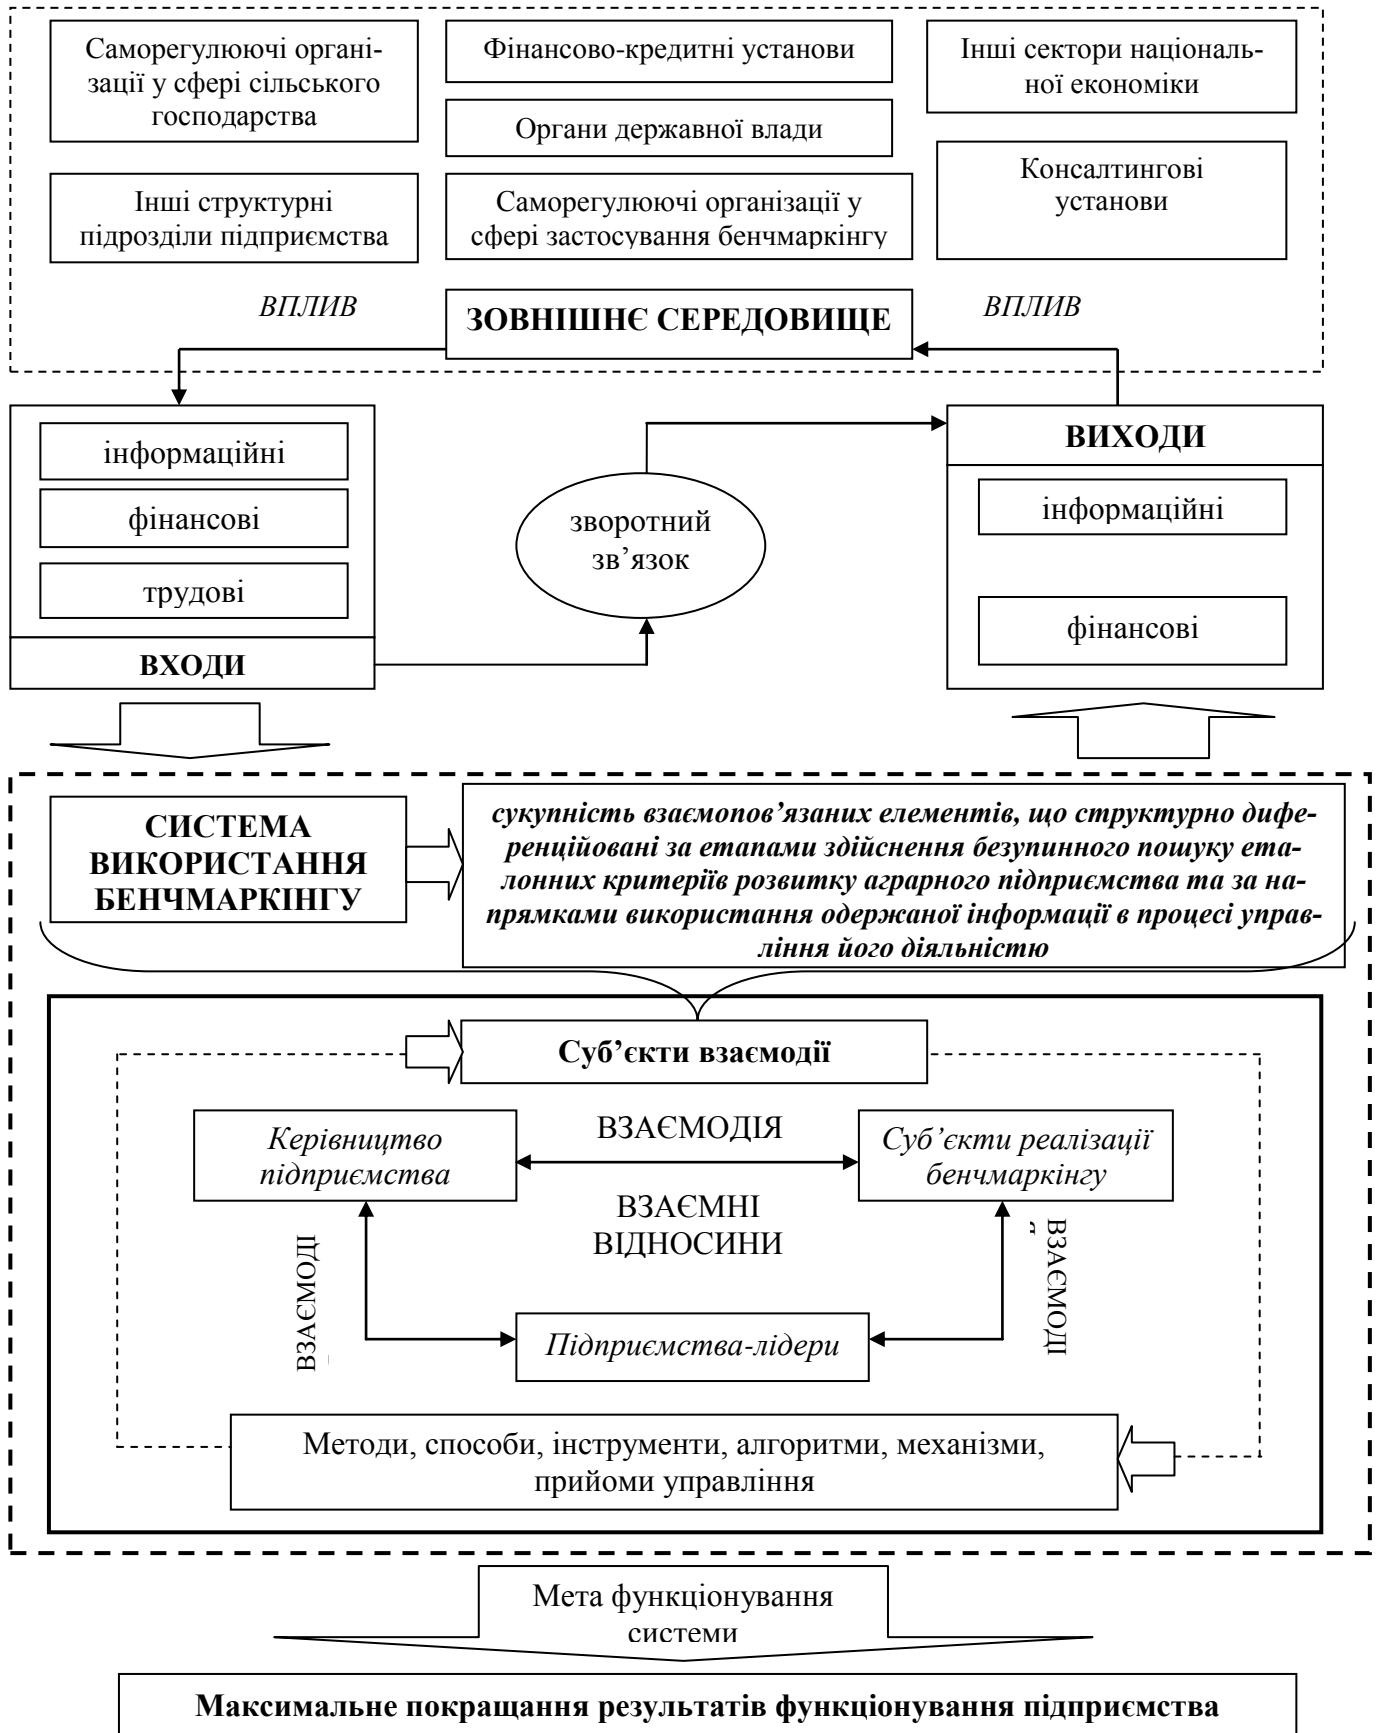 Саморегулюючі органі-
зації у сфері сільського
господарства
Фінансово-кредитні установи
Інші сектори національ-
ної економіки
Органи державної влади
Консалтингові
установи
Інші структурні
підрозділи підприємства
Саморегулюючі організації у
сфері застосування бенчмаркінгу
ВПЛИВ
ЗОВНІШНЄ СЕРЕДОВИЩЕ
ВПЛИВ
інформаційні
фінансові
трудові
ВХОДИ
зворотний
зв’язок
ВИХОДИ
інформаційні
фінансові
СИСТЕМА
ВИКОРИСТАННЯ
БЕНЧМАРКІНГУ
сукупність взаємопов’язаних елементів, що структурно дифе-
ренційовані за етапами здійснення безупинного пошуку ета-
лонних критеріїв розвитку аграрного підприємства та за на-
прямками використання одержаної інформації в процесі управ-
ління його діяльністю
Суб’єкти взаємодії
Керівництво
підприємства
ВЗАЄМОДІЯ
Суб’єкти реалізації
бенчмаркінгу
ВЗАЄМНІ
ВІДНОСИНИ
ВЗАЄМОДІ
ВЗАЄМОДІ
Підприємства-лідери
Методи, способи, інструменти, алгоритми, механізми,
прийоми управління
Мета функціонування
системи
Максимальне покращання результатів функціонування підприємства